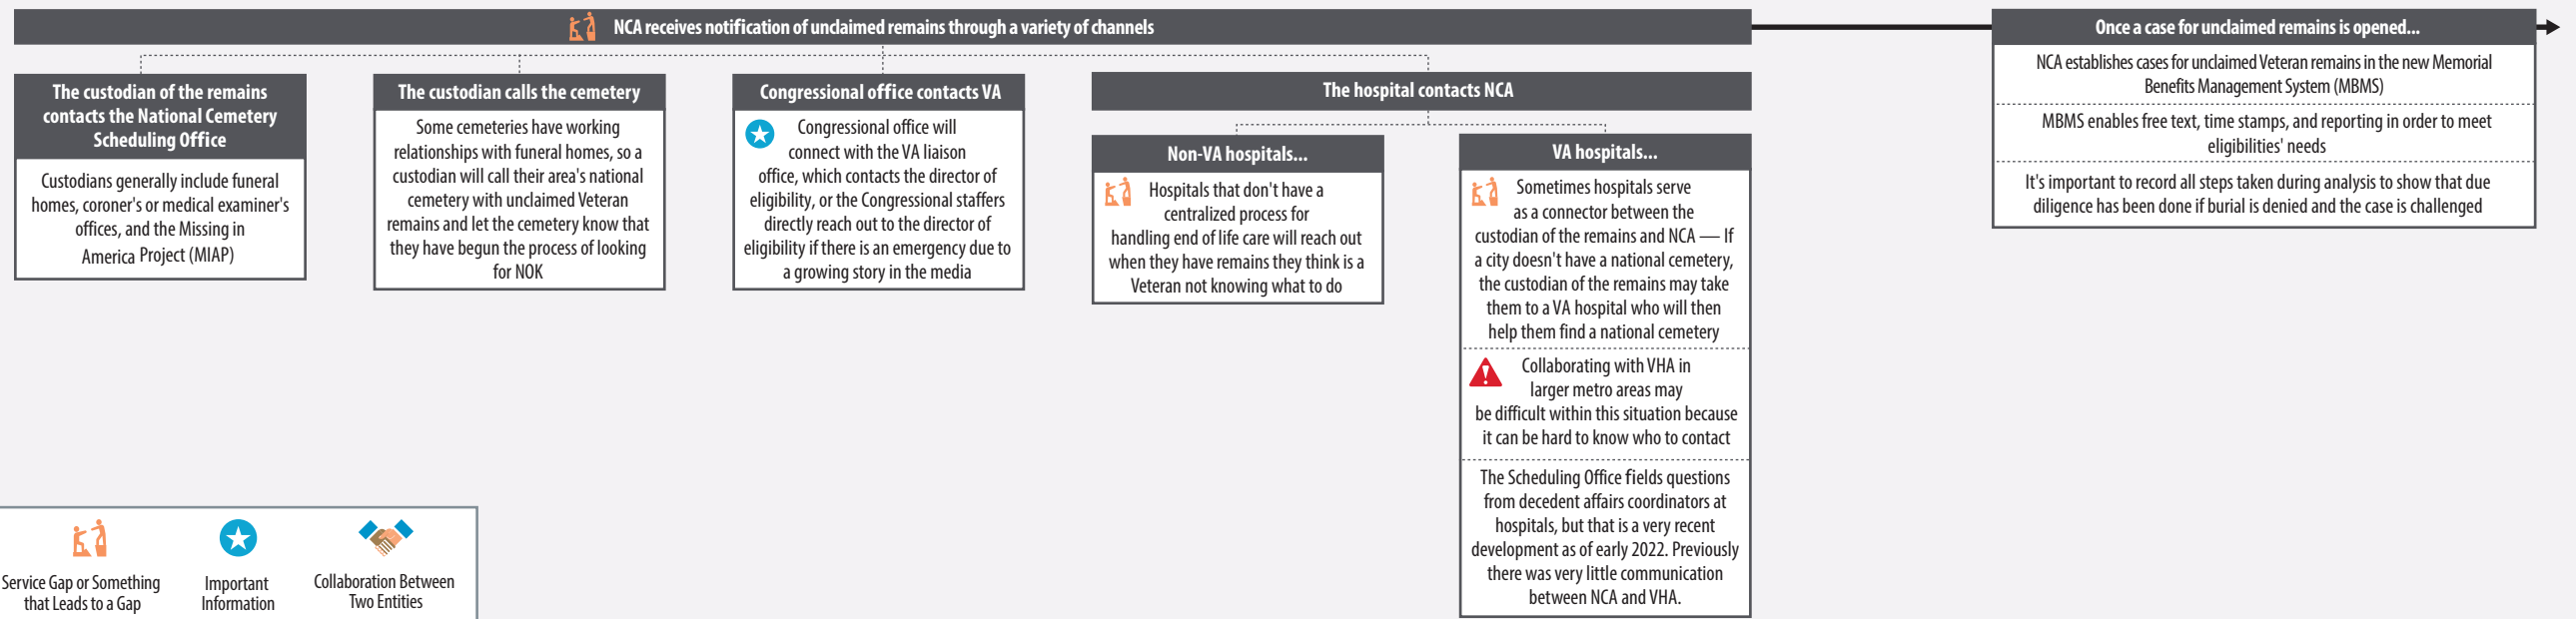 NCA receives notification of unclaimed remains through a variety of channels
The custodian of the remains
contacts the National Cemetery
Scheduling Office
Custodians generally include funeral
homes, coroner's or medical examiner's
offices, and the Missing in
America Project (MIAP)
The custodian calls the cemetery
Some cemeteries have working
relationships with funeral homes, so a
custodian will call their area's national
cemetery with unclaimed Veteran
remains and let the cemetery know that
they have begun the process of looking
for NOK
Congressional office contacts VA
Congressional office will
connect with the VA liaison
office, which contacts the director of
eligibility, or the Congressional staffers
directly reach out to the director of
eligibility if there is an emergency due to
a growing story in the media
The hospital contacts NCA
Non-VA hospitals...
Hospitals that don't have a
centralized process for
handling end of life care will reach out
when they have remains they think is a
Veteran not knowing what to do
VA hospitals...
Sometimes hospitals serve
as a connector between the
custodian of the remains and NCA — If
a city doesn't have a national cemetery,
the custodian of the remains may take
them to a VA hospital who will then
help them find a national cemetery
Collaborating with VHA in
larger metro areas may
be difficult within this situation because
it can be hard to know who to contact
The Scheduling Office fields questions
from decedent affairs coordinators at
hospitals, but that is a very recent
development as of early 2022. Previously
there was very little communication
between NCA and VHA.
Once a case for unclaimed remains is opened...
NCA establishes cases for unclaimed Veteran remains in the new Memorial
Benefits Management System (MBMS)
MBMS enables free text, time stamps, and reporting in order to meet
eligibilities' needs
It's important to record all steps taken during analysis to show that due
diligence has been done if burial is denied and the case is challenged
Service Gap or Something
that Leads to a Gap
Important
Information
Collaboration Between
Two Entities